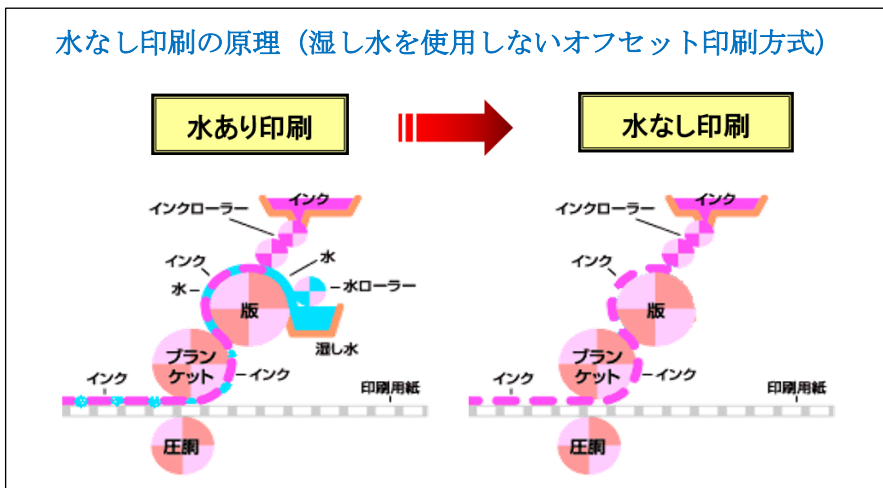 水なし印刷の原理（湿し水を使用しないオフセット印刷方式）
水あり印刷
水なし印刷
インク
インクローラー
インク
水
水
水ローラー
版
湿し水
ブラン
ケット
インク
インク
印刷用紙
圧胴
インク
インクローラー
インク
版
ブラン
ケット
インク
インク
印刷用紙
圧胴